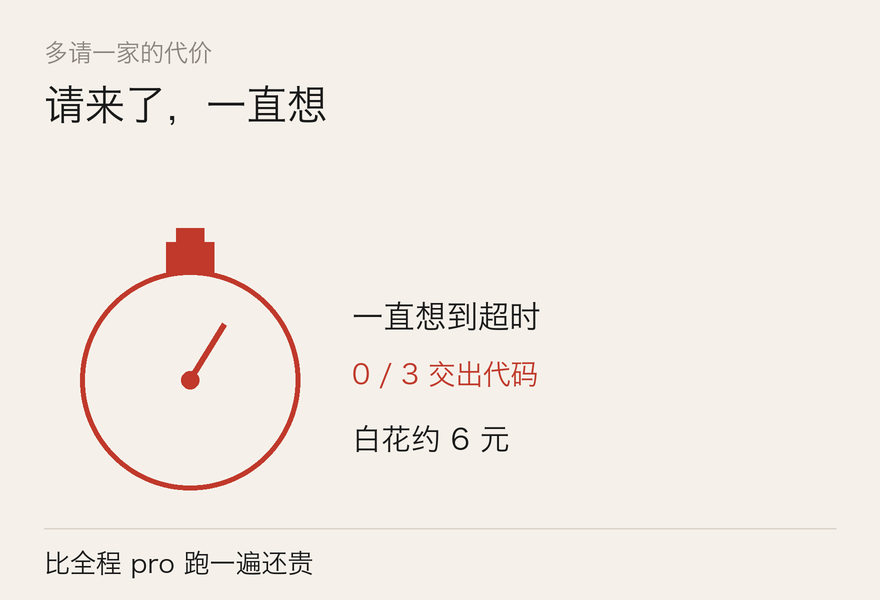 多请一家的代价
请来了，一直想
一直想到超时
0 / 3 交出代码
白花约 6 元
比全程 pro 跑一遍还贵